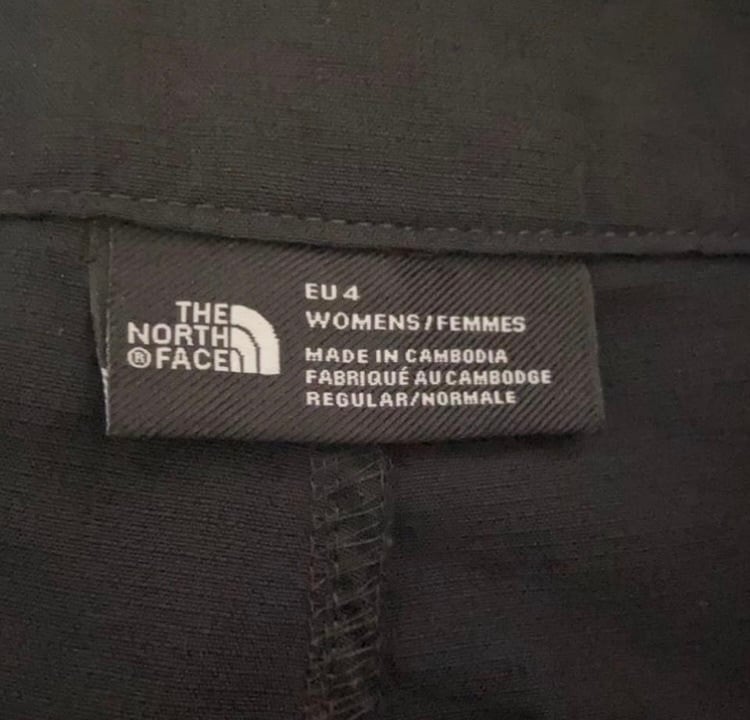 THE
NORTH
® FACE
EU 4
WOMENS/FEMMES
MADE IN CAMBODIA
FABRIQUÉ AU CAMBODGE
REGULAR/NORMALE